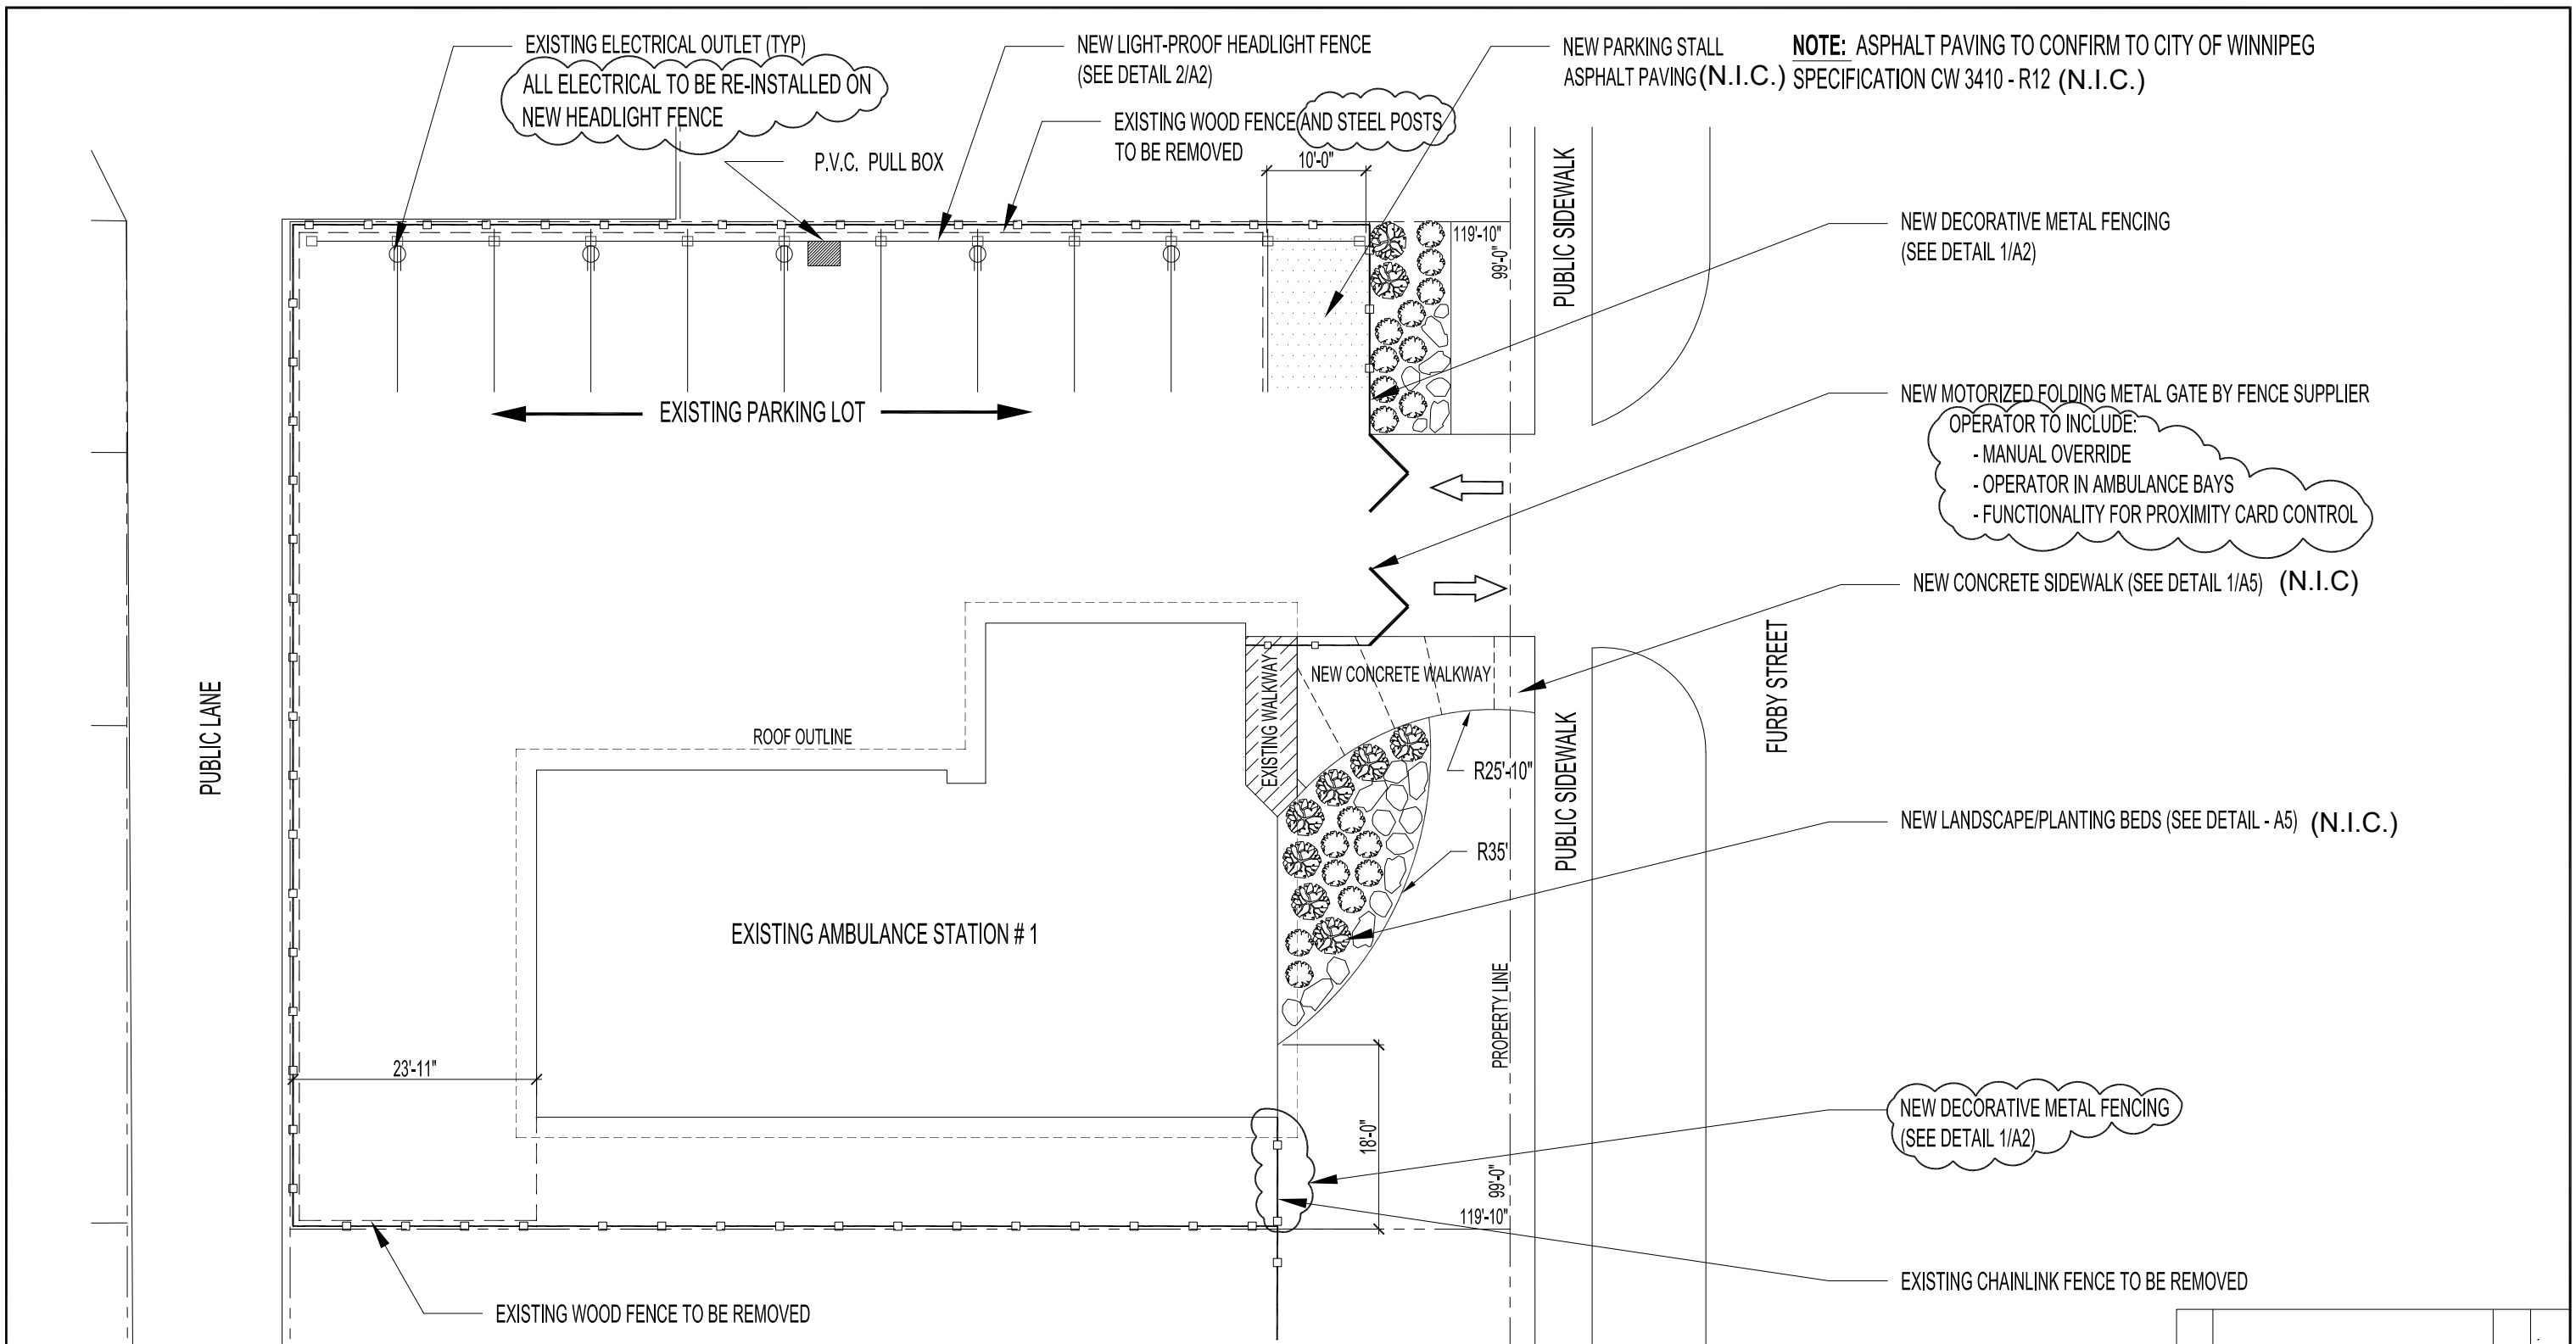 EXISTING ELECTRICAL OUTLET (TYP)
ALL ELECTRICAL TO BE RE-INSTALLED ON
NEW HEADLIGHT FENCE
P.V.C. PULL BOX
NEW LIGHT-PROOF HEADLIGHT FENCE
(SEE DETAIL 2/A2)
EXISTING WOOD FENCE AND STEEL POSTS
TO BE REMOVED
10'-0"
NEW PARKING STALL
ASPHALT PAVING (N.I.C.)
NOTE: ASPHALT PAVING TO CONFIRM TO CITY OF WINNIPEG
SPECIFICATION CW 3410 - R12 (N.I.C.)
PUBLIC SIDEWALK
119'-10"
99'-0"
NEW DECORATIVE METAL FENCING
(SEE DETAIL 1/A2)
EXISTING PARKING LOT
NEW MOTORIZED FOLDING METAL GATE BY FENCE SUPPLIER
OPERATOR TO INCLUDE:
- MANUAL OVERRIDE
- OPERATOR IN AMBULANCE BAYS
- FUNCTIONALITY FOR PROXIMITY CARD CONTROL
NEW CONCRETE SIDEWALK (SEE DETAIL 1/A5) (N.I.C)
PUBLIC LANE
ROOF OUTLINE
EXISTING WALKWAY
NEW CONCRETE WALKWAY
FURBY STREET
R25'-10"
PUBLIC SIDEWALK
R35'
NEW LANDSCAPE/PLANTING BEDS (SEE DETAIL - A5) (N.I.C.)
EXISTING AMBULANCE STATION # 1
PROPERTY LINE
23'-11"
18'-0"
99'-0"
119'-10"
NEW DECORATIVE METAL FENCING
(SEE DETAIL 1/A2)
EXISTING CHAINLINK FENCE TO BE REMOVED
EXISTING WOOD FENCE TO BE REMOVED